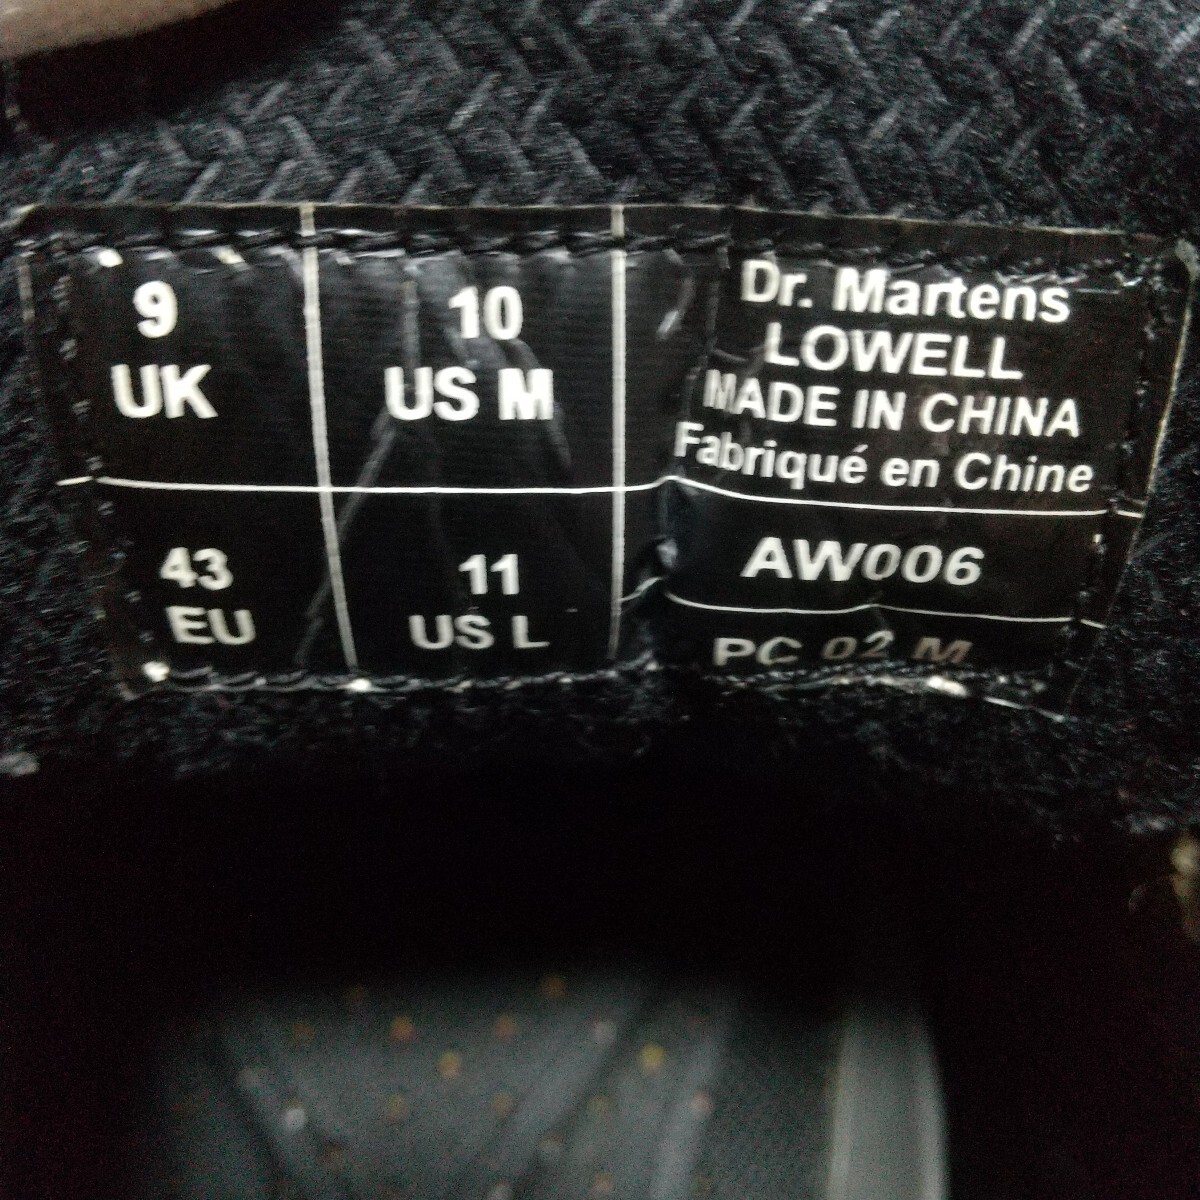 9
UK
10
US M
Dr. Martens
LOWELL
MADE IN CHINA
Fabriqué en Chine
43
EU
11
US L
AW006
PC 02 M